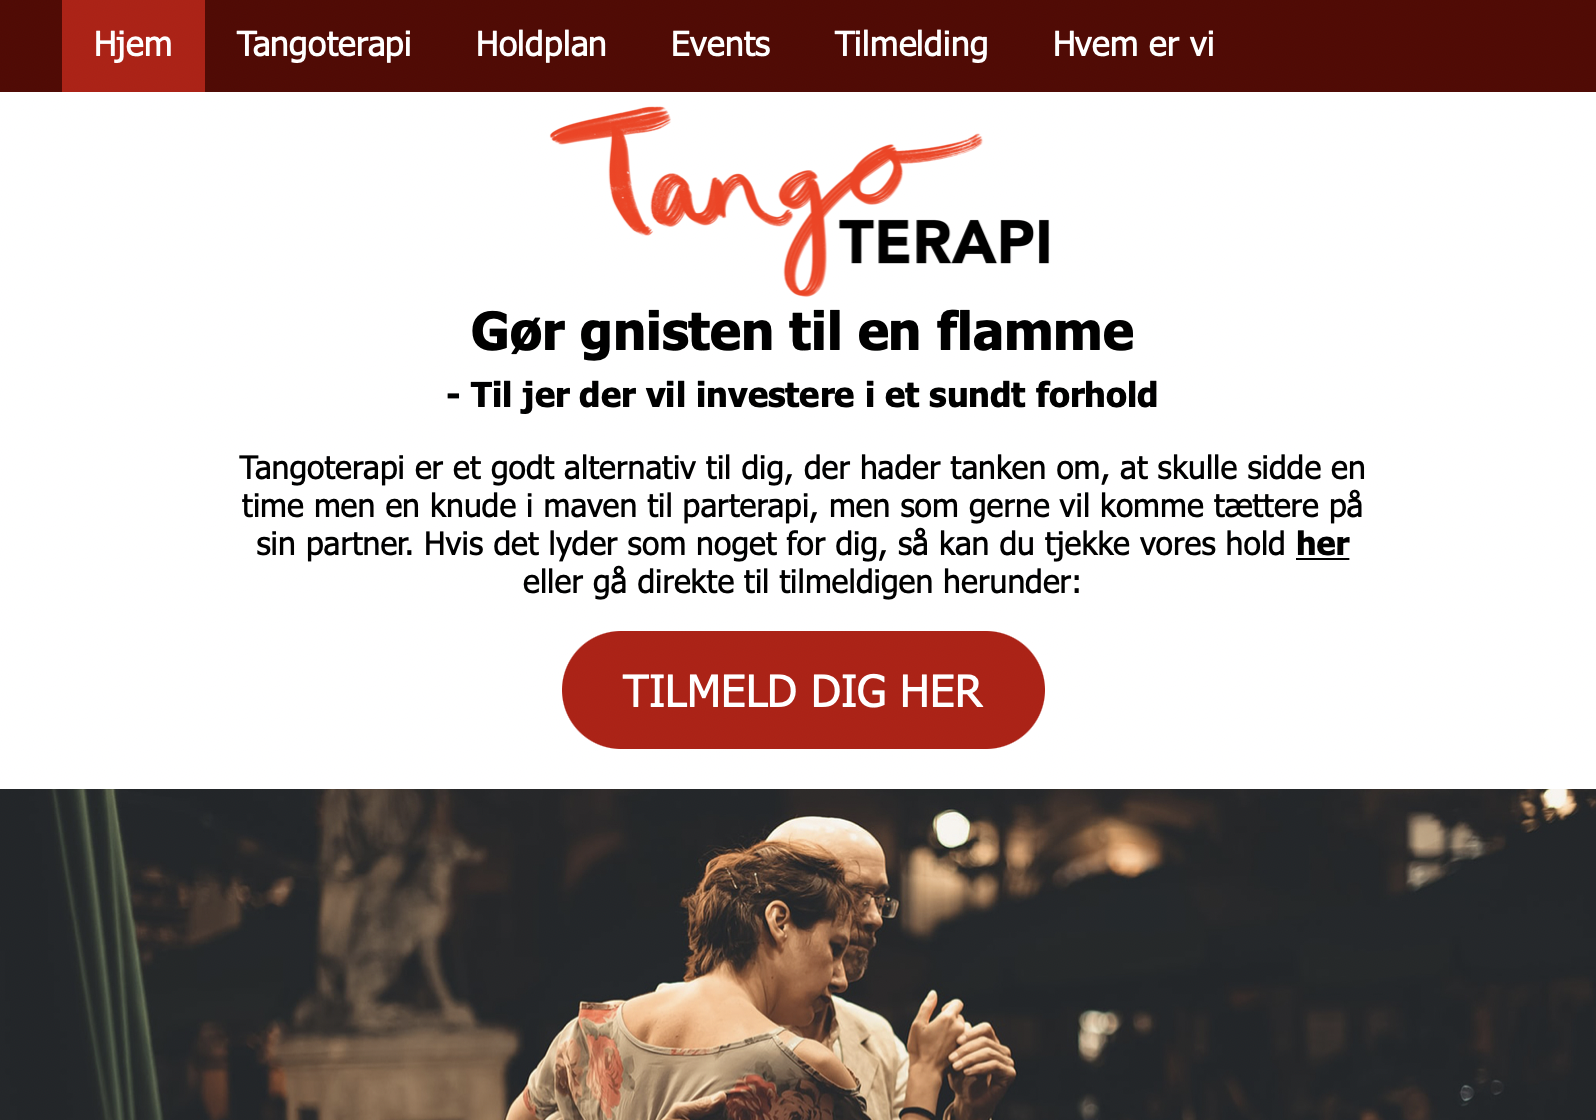 Hjem
Tangoterapi
Holdplan
Events
Tilmelding
Hvem er vi
Tango
TERAPI
Gør gnisten til en flamme
- Til jer der vil investere i et sundt forhold
Tangoterapi er et godt alternativ til dig, der hader tanken om, at skulle sidde en
time men en knude i maven til parterapi, men som gerne vil komme tættere på
sin partner. Hvis det lyder som noget for dig, så kan du tjekke vores hold her
eller gå direkte til tilmeldigen herunder:
TILMELD DIG HER